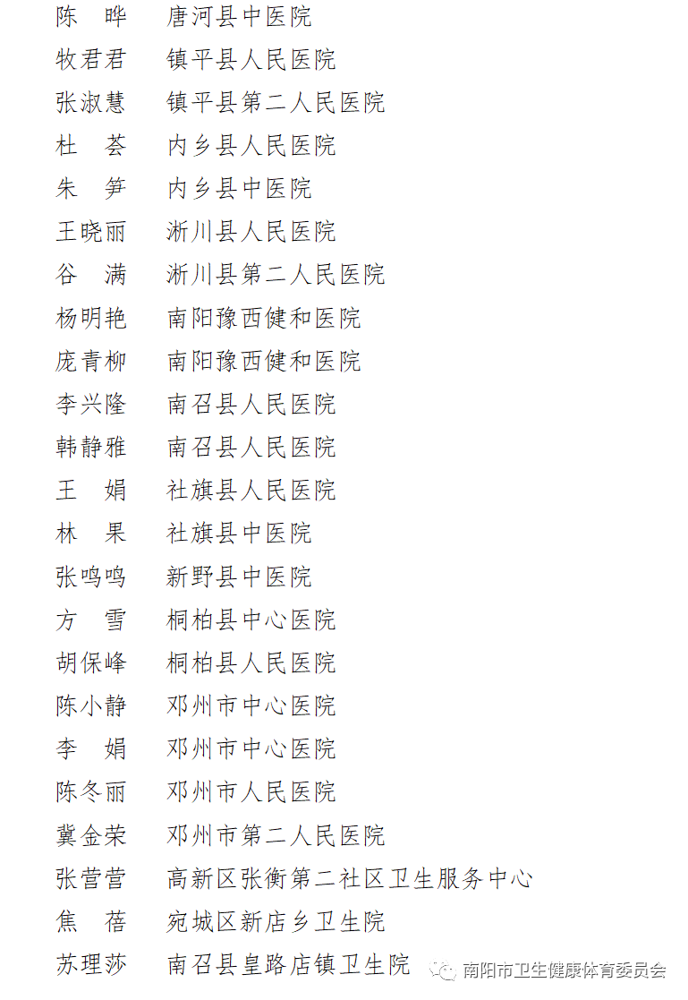 陈　晔　唐河县中医院
牧君君　镇平县人民医院
张淑慧　镇平县第二人民医院
杜　荟　内乡县人民医院
朱　笋　内乡县中医院
王晓丽　淅川县人民医院
谷　满　淅川县第二人民医院
杨明艳　南阳豫西健和医院
庞青柳　南阳豫西健和医院
李兴隆　南召县人民医院
韩静雅　南召县人民医院
王　娟　社旗县人民医院
林　果　社旗县中医院
张鸣鸣　新野县中医院
方　雪　桐柏县中心医院
胡保峰　桐柏县人民医院
陈小静　邓州市中心医院
李　娟　邓州市中心医院
陈冬丽　邓州市人民医院
冀金荣　邓州市第二人民医院
张营营　高新区张衡第二社区卫生服务中心
焦　蓓　宛城区新店乡卫生院
苏理莎　南召县皇路店镇卫生院
南阳市卫生健康体育委员会